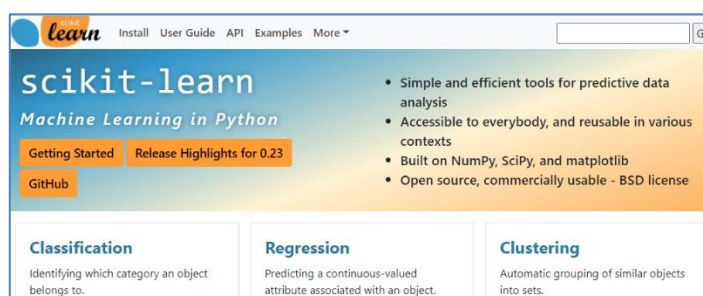 scikit
learn
Install User Guide API Examples More
G
scikit-learn
Machine Learning in Python
Getting Started
Release Highlights for 0.23
GitHub
• Simple and efficient tools for predictive data
analysis
• Accessible to everybody, and reusable in various
contexts
• Built on NumPy, SciPy, and matplotlib
• Open source, commercially usable - BSD license
Classification
Identifying which category an object
belongs to.
Regression
Predicting a continuous-valued
attribute associated with an object.
Clustering
Automatic grouping of similar objects
into sets.